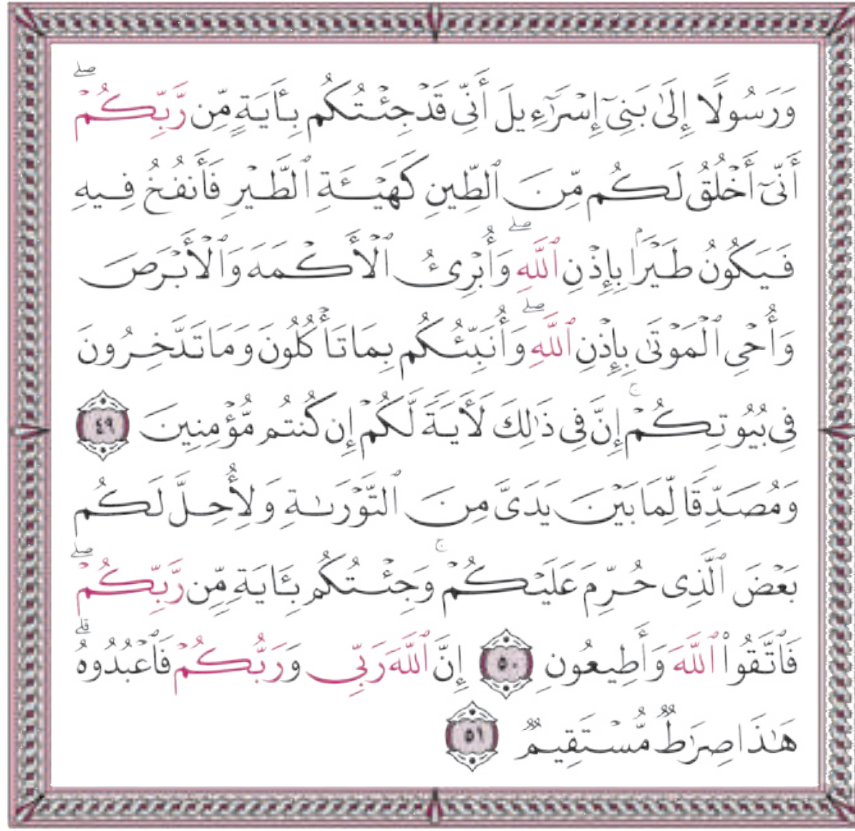 وَرَسُولًا إِلَىٰ بَنِىٓ إِسْرَٰٓءِيلَ أَنِّى قَدْ جِئْتُكُم بِـَٔايَةٍ مِّن رَّبِّكُمْ ۖ
أَنِّىٓ أَخْلُقُ لَكُم مِّنَ ٱلطِّينِ كَهَيْـَٔةِ ٱلطَّيْرِ فَأَنفُخُ فِيهِ
فَيَكُونُ طَيْرًۢا بِإِذْنِ ٱللَّهِ ۖ وَأُبْرِئُ ٱلْأَكْمَهَ وَٱلْأَبْرَصَ
وَأُحْىِ ٱلْمَوْتَىٰ بِإِذْنِ ٱللَّهِ ۖ وَأُنَبِّئُكُم بِمَا تَأْكُلُونَ وَمَا تَدَّخِرُونَ
فِى بُيُوتِكُمْ ۚ إِنَّ فِى ذَٰلِكَ لَـَٔايَةً لَّكُمْ إِن كُنتُم مُّؤْمِنِينَ ٤٩
وَمُصَدِّقًا لِّمَا بَيْنَ يَدَىَّ مِنَ ٱلتَّوْرَىٰةِ وَلِأُحِلَّ لَكُم
بَعْضَ ٱلَّذِى حُرِّمَ عَلَيْكُمْ ۚ وَجِئْتُكُم بِـَٔايَةٍ مِّن رَّبِّكُمْ ۖ
فَٱتَّقُوا۟ ٱللَّهَ وَأَطِيعُونِ ٥٠ إِنَّ ٱللَّهَ رَبِّى وَرَبُّكُمْ فَٱعْبُدُوهُ ۗ
هَٰذَا صِرَٰطٌ مُّسْتَقِيمٌ ٥١